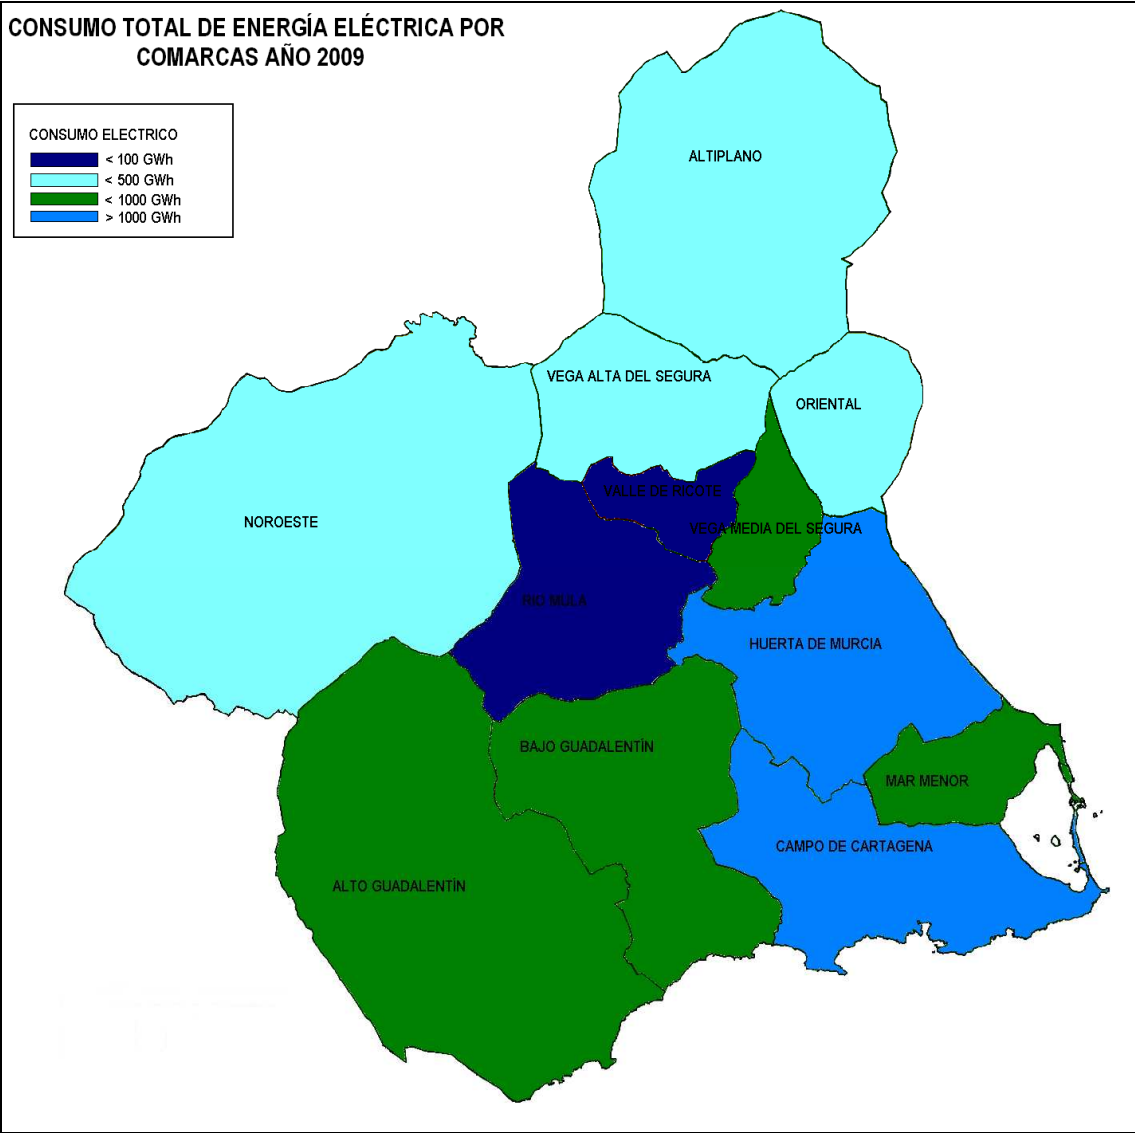 CONSUMO TOTAL DE ENERGÍA ELÉCTRICA POR
COMARCAS AÑO 2009
CONSUMO ELECTRICO
< 100 GWh
< 500 GWh
< 1000 GWh
> 1000 GWh
ALTIPLANO
VEGA ALTA DEL SEGURA
ORIENTAL
VALLE DE RICOTE
NOROESTE
VEGA MEDIA DEL SEGURA
RIO MULA
HUERTA DE MURCIA
BAJO GUADALENTÍN
MAR MENOR
CAMPO DE CARTAGENA
ALTO GUADALENTÍN